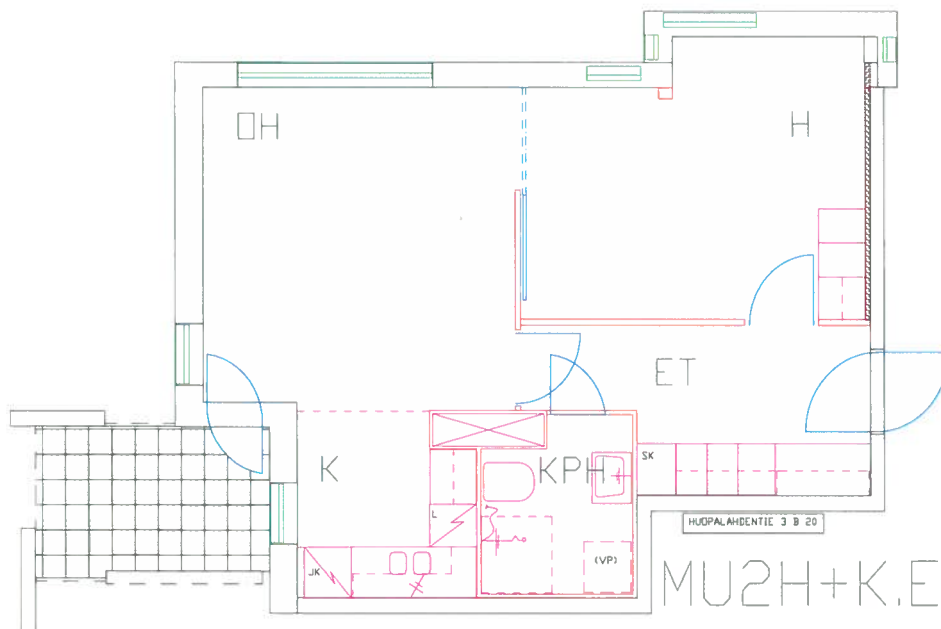 OH
H
ET
K
KPH
SK
L
JK
(VP)
HUOPALAHDENTIE 3 B 20
MU2H+K.E